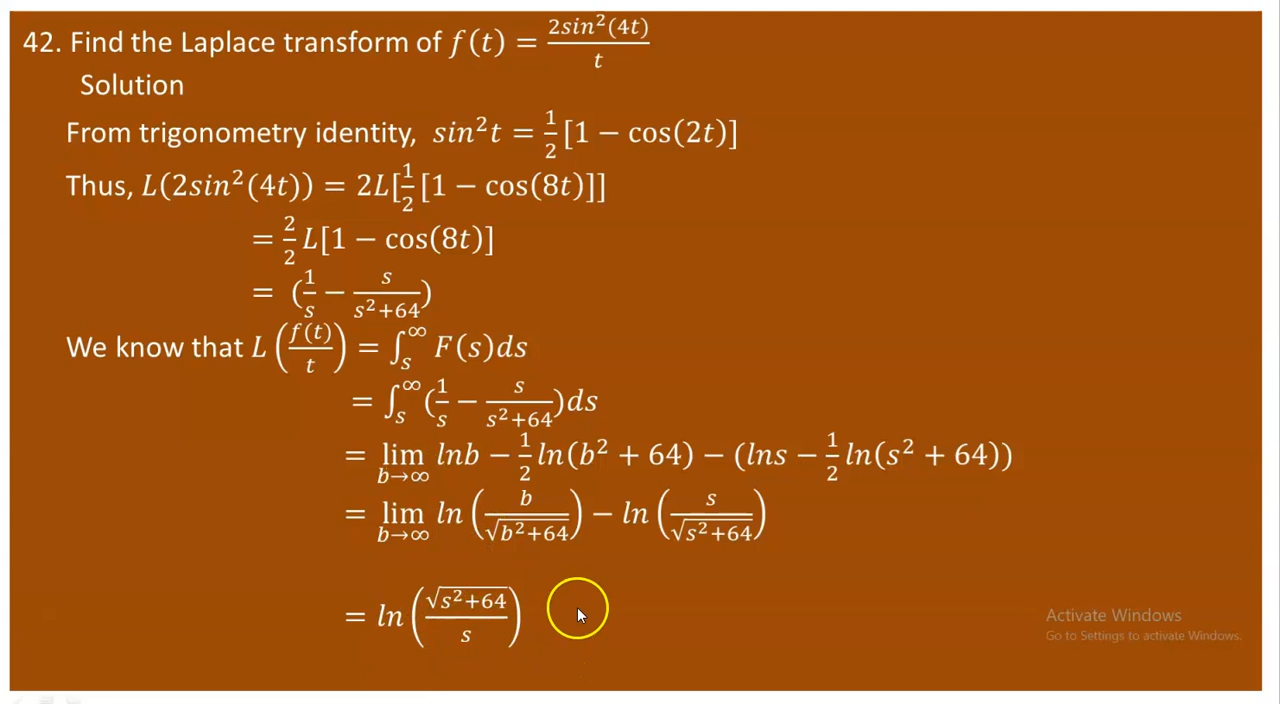 42. Find the Laplace transform of f(t) = 2sin²(4t)/t
Solution
From trigonometry identity, sin²t = 1/2[1 − cos(2t)]
Thus, L(2sin²(4t)) = 2L[1/2[1 − cos(8t)]]
= 2/2 L[1 − cos(8t)]
= (1/s − s/(s²+64))
We know that L(f(t)/t) = ∫ₛ^∞ F(s)ds
= ∫ₛ^∞ (1/s − s/(s²+64))ds
= lim b→∞ lnb − 1/2 ln(b² + 64) − (lns − 1/2 ln(s² + 64))
= lim b→∞ ln(b/√(b²+64)) − ln(s/√(s²+64))
= ln(√(s²+64)/s)
Activate Windows
Go to Settings to activate Windows.